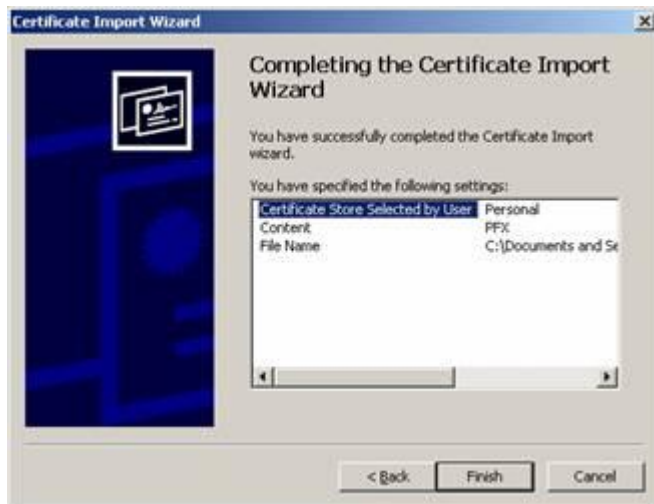 Certificate Import Wizard
Completing the Certificate Import
Wizard
You have successfully completed the Certificate Import
wizard.
You have specified the following settings:
Certificate Store Selected by User Personal
Content PFX
File Name C:\Documents and Se
< Back Finish Cancel